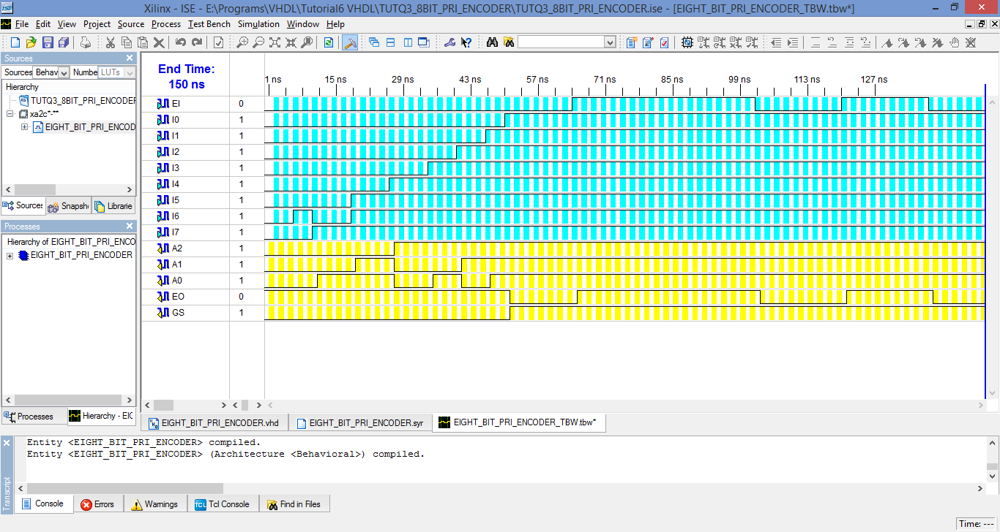 ISE
Xilinx - ISE - E:\Programs\VHDL\Tutorial6 VHDL\TUTQ3_8BIT_PRI_ENCODER\TUTQ3_8BIT_PRI_ENCODER.ise - [EIGHT_BIT_PRI_ENCODER_TBW.tbw*]
File Edit View Project Source Process Test Bench Simulation Window Help
Sources
Sources Behav Numbe LUTs
Hierarchy
TUTQ3_8BIT_PRI_ENCODER
xa2c*-**
EIGHT_BIT_PRI_ENCOD
Sources Snapsh Librarie
Processes
Hierarchy of EIGHT_BIT_PRI_ENCO
EIGHT_BIT_PRI_ENCODER
Processes Hierarchy - EIG
End Time:
150 ns
1 ns 15 ns 29 ns 43 ns 57 ns 71 ns 85 ns 99 ns 113 ns 127 ns
EI 0
I0 1
I1 1
I2 1
I3 1
I4 1
I5 1
I6 1
I7 1
A2 1
A1 1
A0 1
EO 0
GS 1
EIGHT_BIT_PRI_ENCODER.vhd EIGHT_BIT_PRI_ENCODER.syr EIGHT_BIT_PRI_ENCODER_TBW.tbw*
Entity <EIGHT_BIT_PRI_ENCODER> compiled.
Entity <EIGHT_BIT_PRI_ENCODER> (Architecture <Behavioral>) compiled.
Transcript
Console Errors Warnings TCL Tcl Console Find in Files
Time: ---